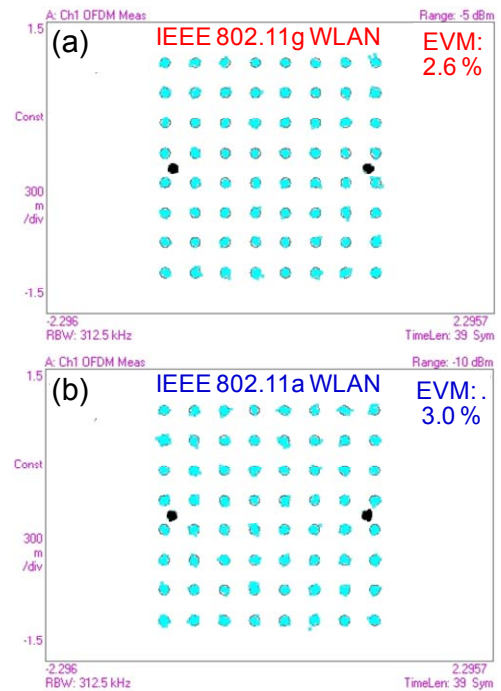 A: Ch1 OFDM Meas Range: -5 dBm
1.5
(a) IEEE 802.11g WLAN EVM:
2.6 %
Const
300
m
/div
-1.5
-2.296 2.2957
RBW: 312.5 kHz TimeLen: 39 Sym
A: Ch1 OFDM Meas Range: -10 dBm
1.5
(b) IEEE 802.11a WLAN EVM: .
3.0 %
Const
300
m
/div
-1.5
-2.296 2.2957
RBW: 312.5 kHz TimeLen: 39 Sym